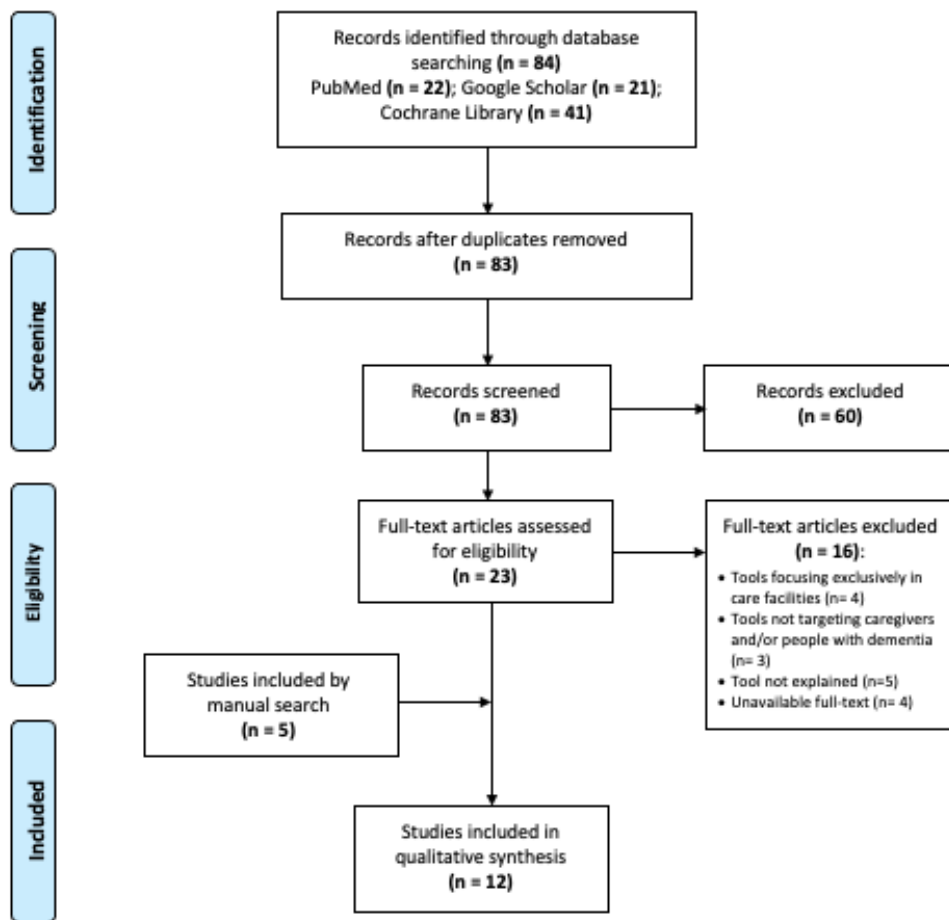 Identification
Records identified through database
searching (n = 84)
PubMed (n = 22); Google Scholar (n = 21);
Cochrane Library (n = 41)
Records after duplicates removed
(n = 83)
Screening
Records screened
(n = 83)
Records excluded
(n = 60)
Eligibility
Full-text articles assessed
for eligibility
(n = 23)
Full-text articles excluded
(n = 16):
• Tools focusing exclusively in
care facilities (n= 4)
• Tools not targeting caregivers
and/or people with dementia
(n= 3)
• Tool not explained (n=5)
• Unavailable full-text (n= 4)
Studies included by
manual search
(n = 5)
Included
Studies included in
qualitative synthesis
(n = 12)